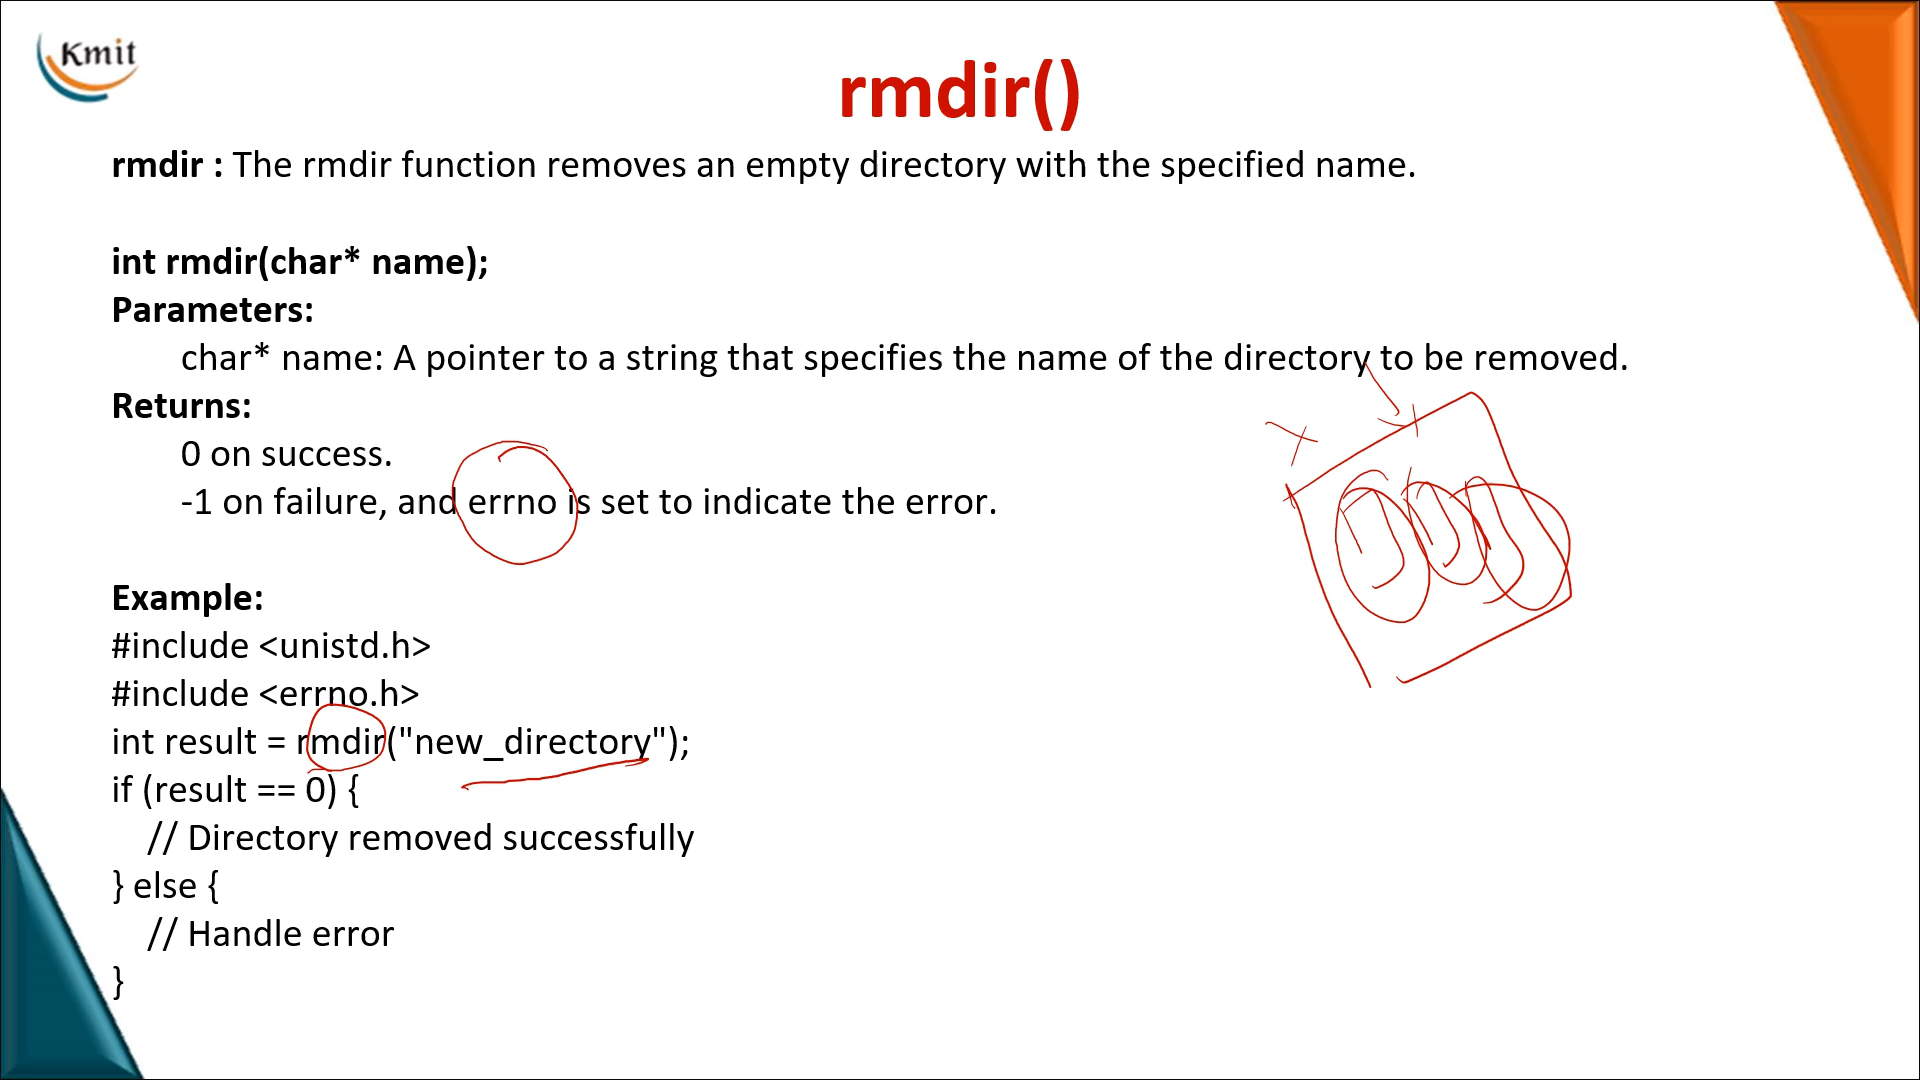 Kmit
rmdir()
rmdir : The rmdir function removes an empty directory with the specified name.
int rmdir(char* name);
Parameters:
char* name: A pointer to a string that specifies the name of the directory to be removed.
Returns:
0 on success.
-1 on failure, and errno is set to indicate the error.
Example:
#include <unistd.h>
#include <errno.h>
int result = rmdir("new_directory");
if (result == 0) {
// Directory removed successfully
} else {
// Handle error
}